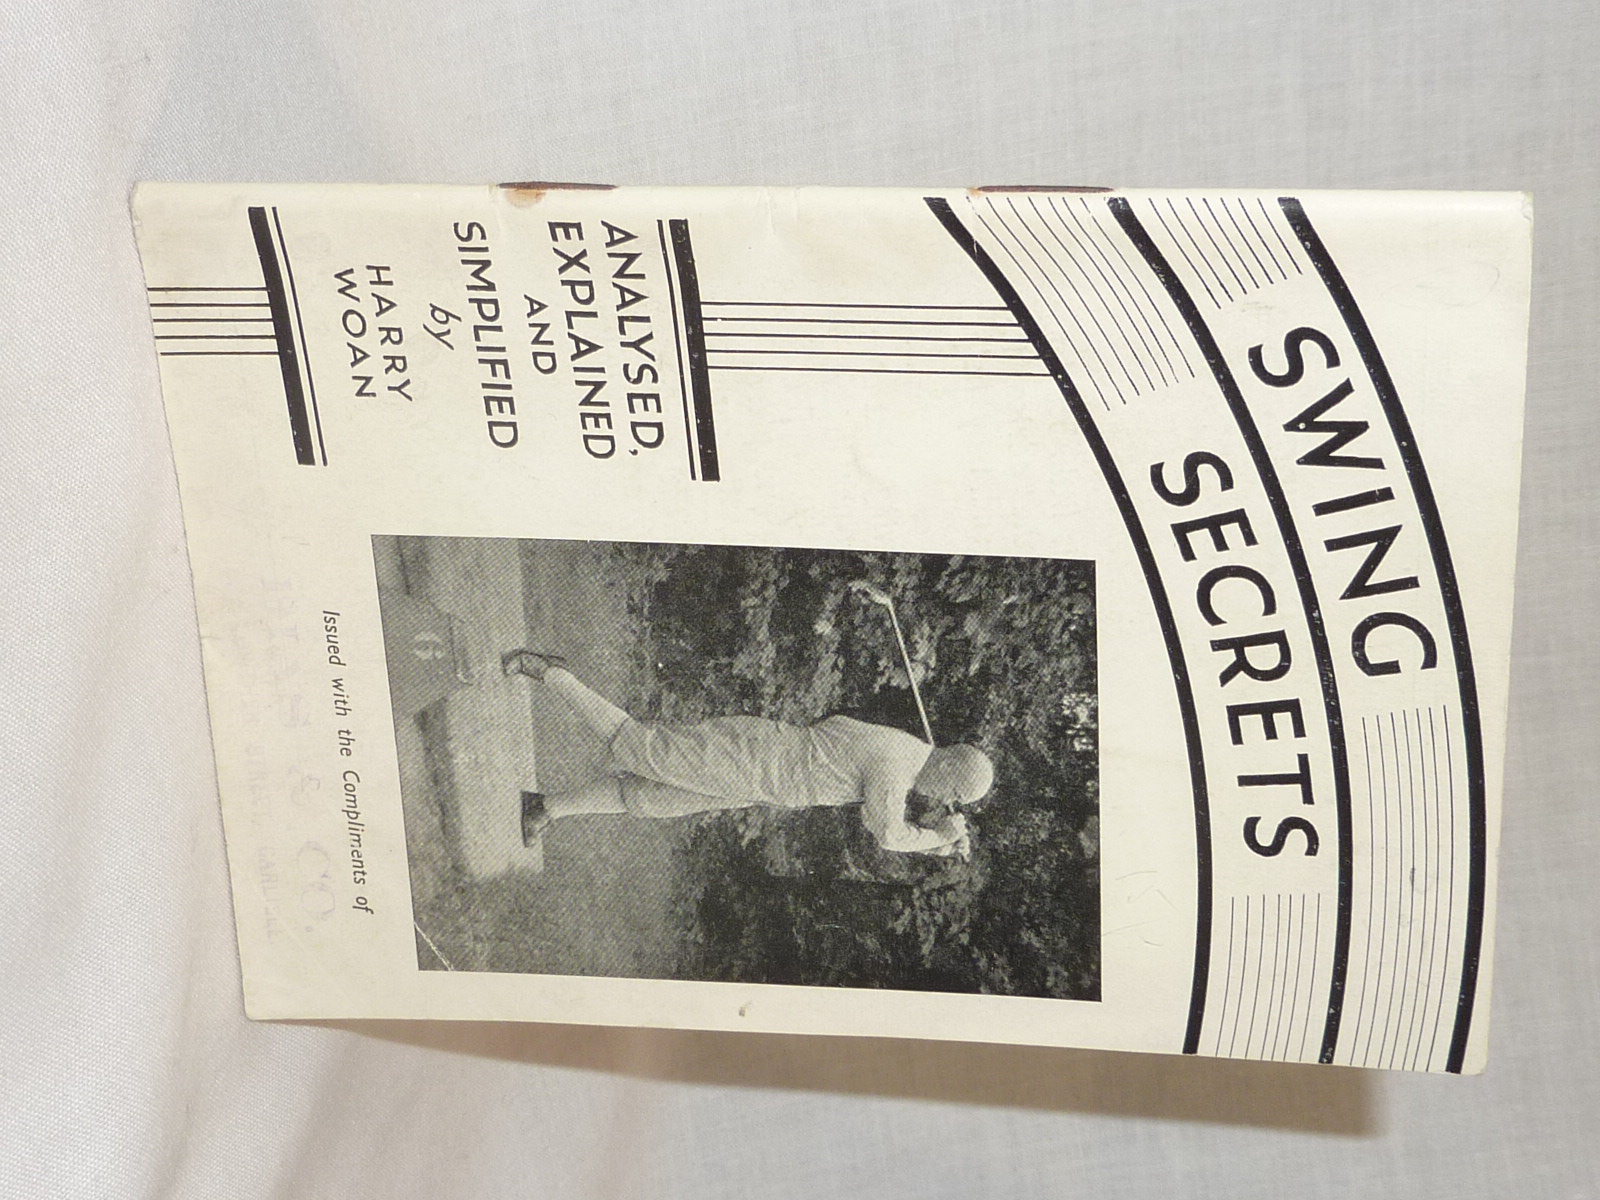 SWING
SECRETS
ANALYSED,
EXPLAINED
AND
SIMPLIFIED
by
HARRY
WOAN
Issued with the Compliments of